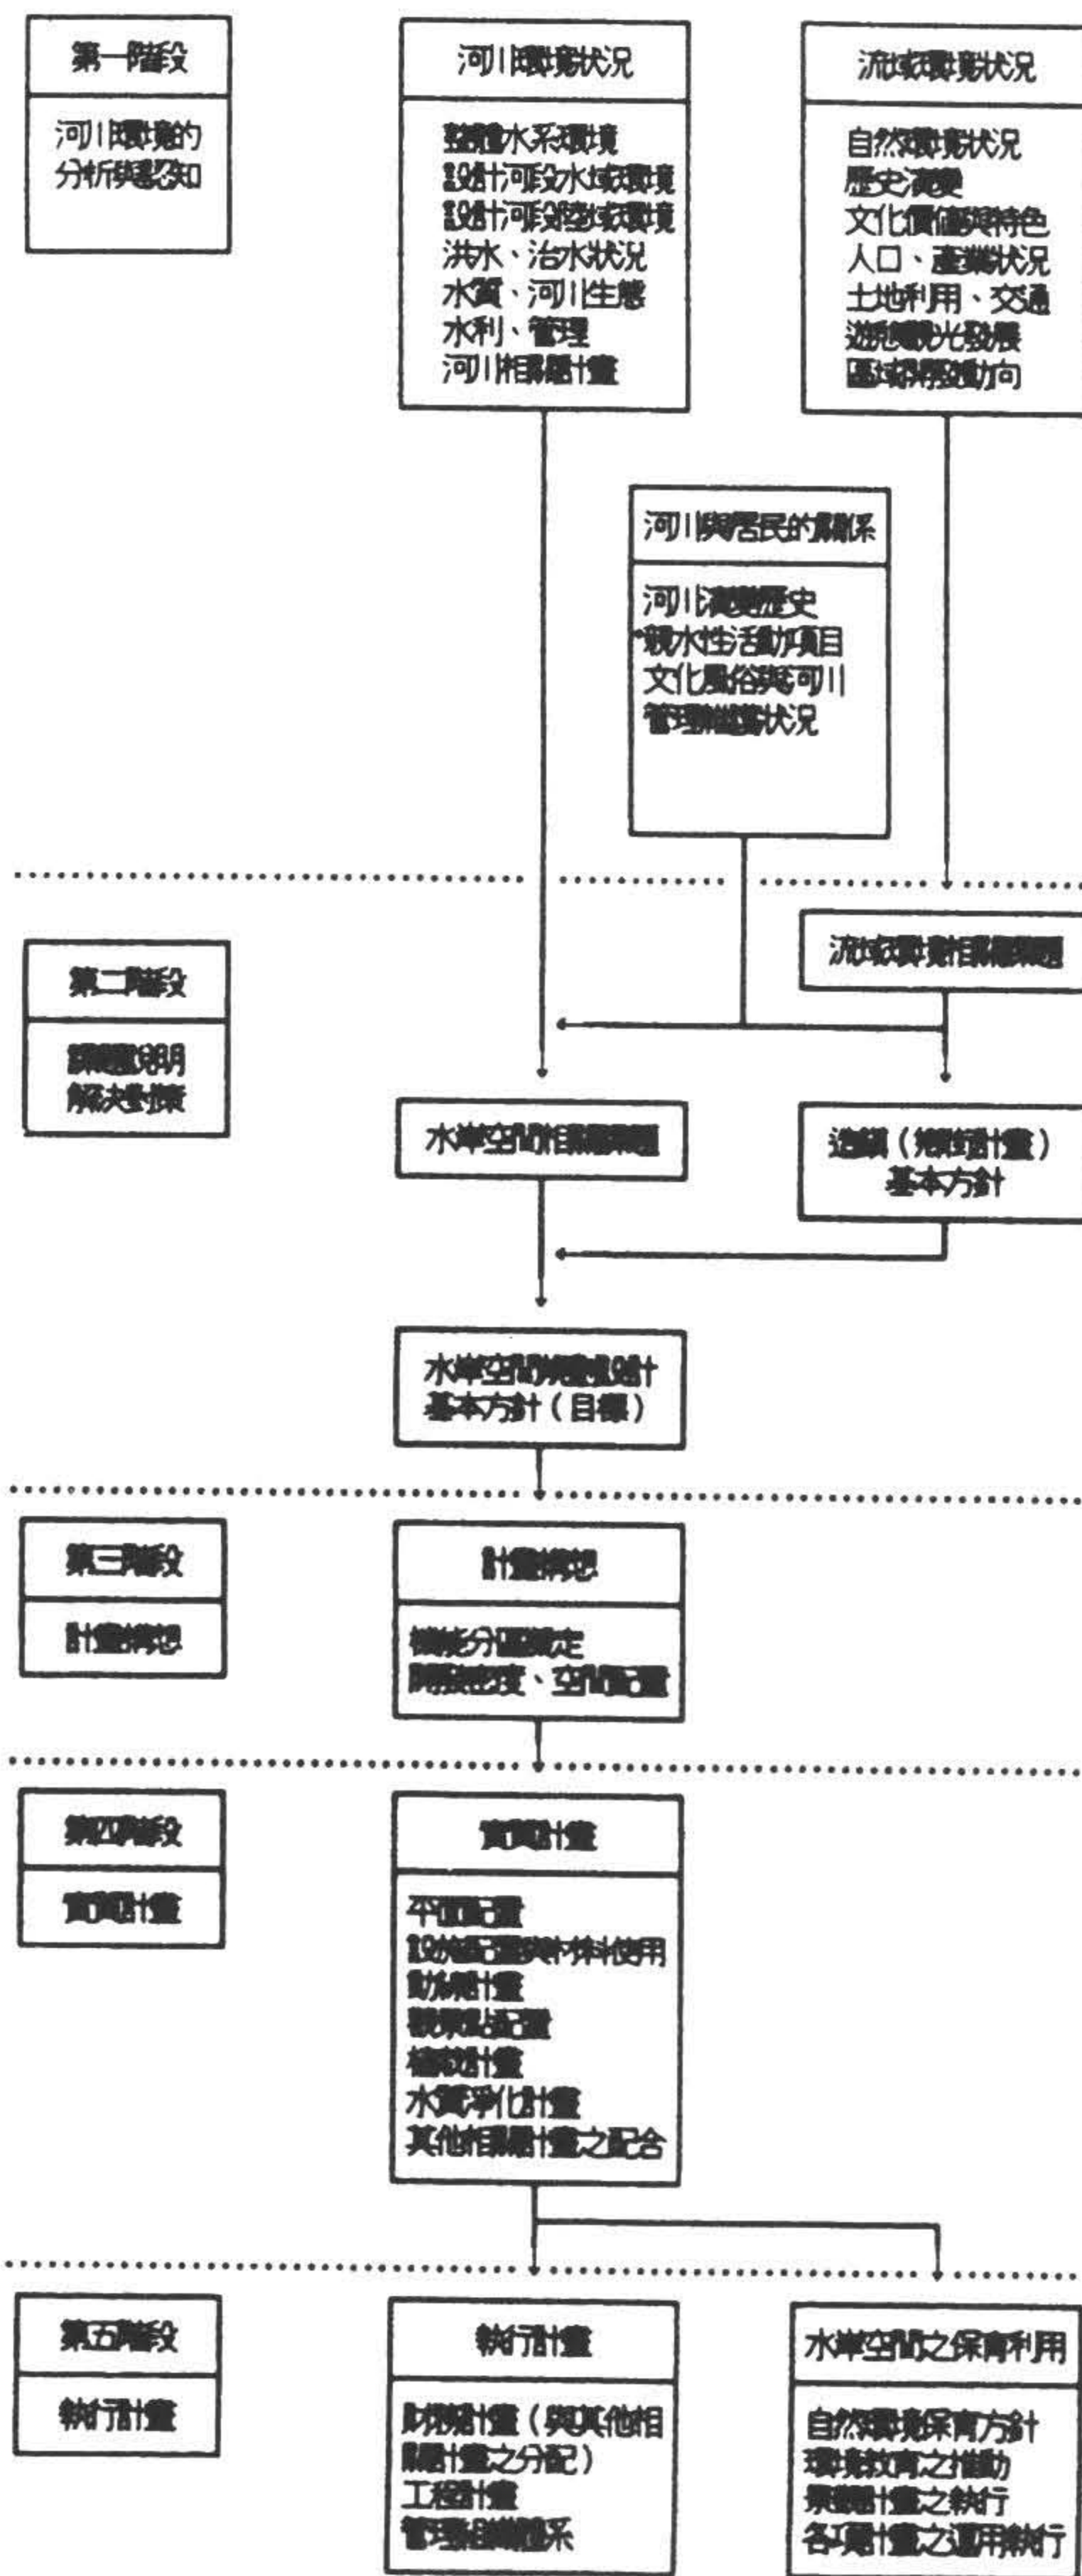 第一階段
河川環境的
分析與認知
河川環境狀況
整體水系環境
設計河段水域環境
設計河段陸域環境
洪水、治水狀況
水質、河川生態
水利、管理
河川相關計畫
流域環境狀況
自然環境狀況
歷史演變
文化價值與特色
人口、產業狀況
土地利用、交通
遊憩觀光發展
區域開發動向
河川與居民的關係
河川演變歷史
親水性活動項目
文化風俗與河川
管理維護狀況
第二階段
課題說明
解決對策
流域環境相關課題
水岸空間相關課題
造鎮（鄉街計畫）
基本方針
水岸空間規劃設計
基本方針（目標）
第三階段
計畫構想
計畫構想
機能分區擬定
開發密度、空間配置
第四階段
實質計畫
實質計畫
平面配置
設施配置與材料使用
動線計畫
觀景點配置
植栽計畫
水質淨化計畫
其他相關計畫之配合
第五階段
執行計畫
執行計畫
財務計畫（與其他相
關計畫之分配）
工程計畫
管理組織體系
水岸空間之保育利用
自然環境保育方針
環境教育之推動
景觀計畫之執行
各項計畫之運用執行